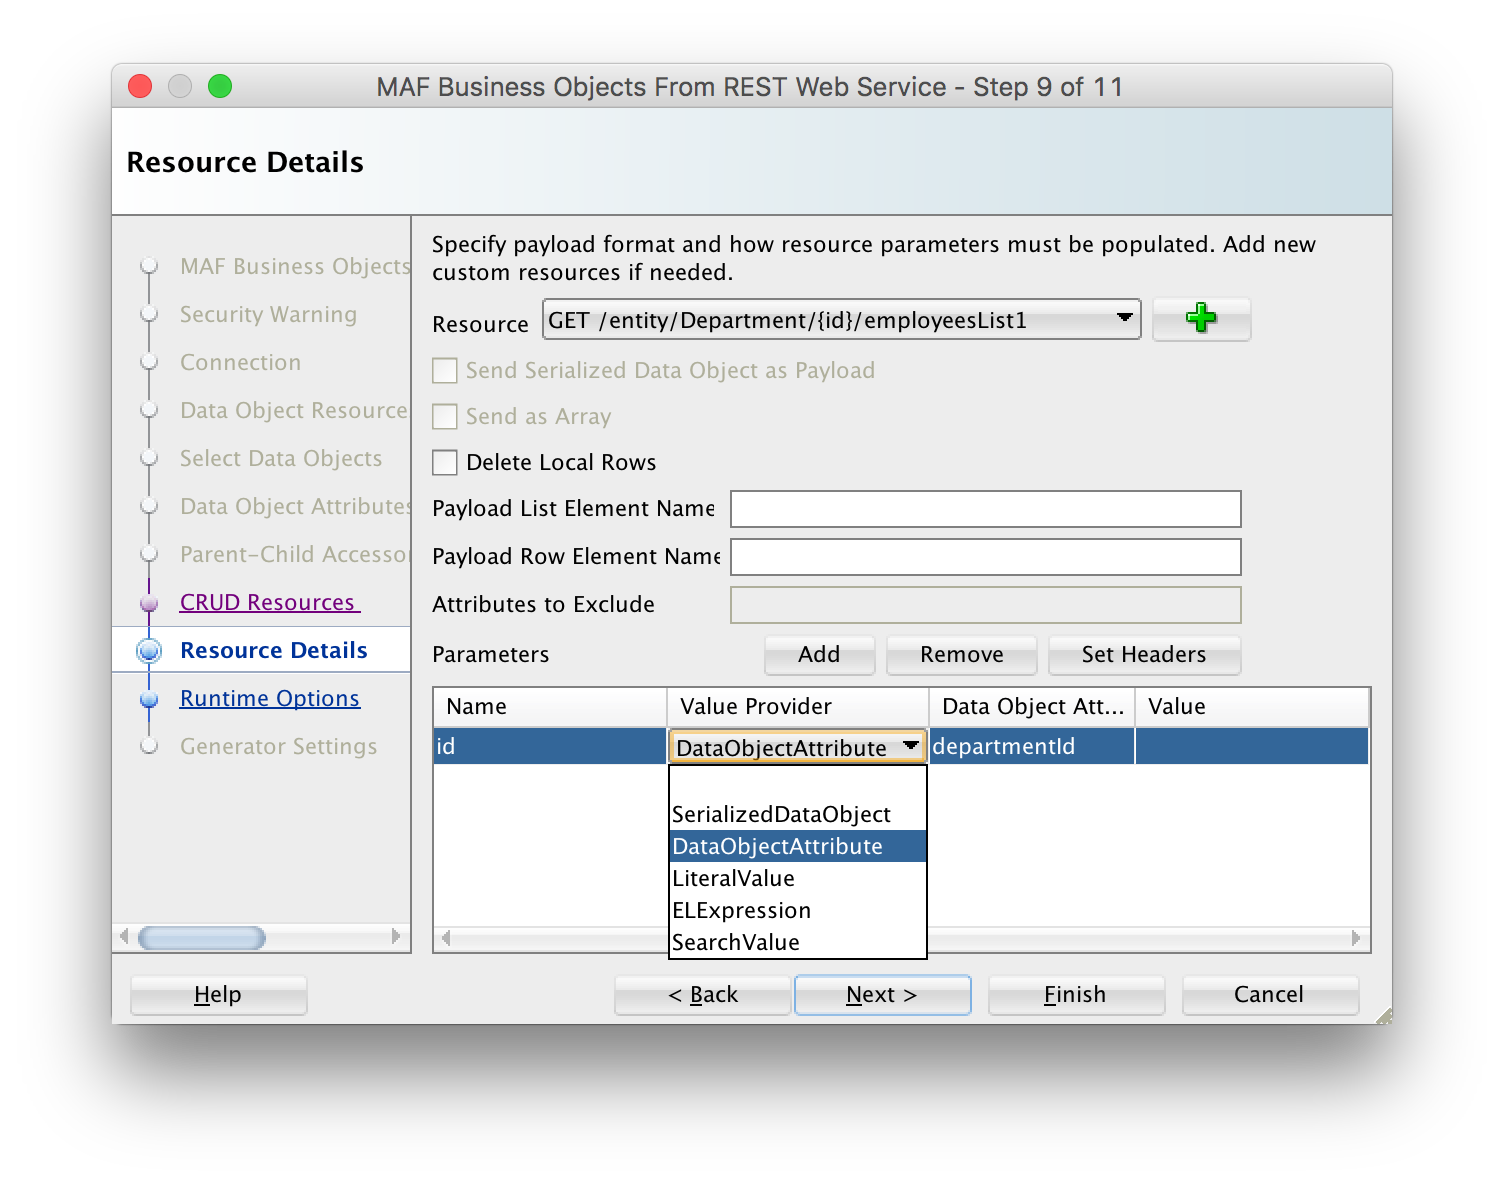 MAF Business Objects From REST Web Service - Step 9 of 11
Resource Details
MAF Business Objects
Security Warning
Connection
Data Object Resource
Select Data Objects
Data Object Attributes
Parent-Child Accessor
CRUD Resources
Resource Details
Runtime Options
Generator Settings
Specify payload format and how resource parameters must be populated. Add new
custom resources if needed.
Resource GET /entity/Department/{id}/employeesList1
Send Serialized Data Object as Payload
Send as Array
Delete Local Rows
Payload List Element Name
Payload Row Element Name
Attributes to Exclude
Parameters Add Remove Set Headers
Name Value Provider Data Object Att... Value
id DataObjectAttribute departmentId
SerializedDataObject
DataObjectAttribute
LiteralValue
ELExpression
SearchValue
Help < Back Next > Finish Cancel